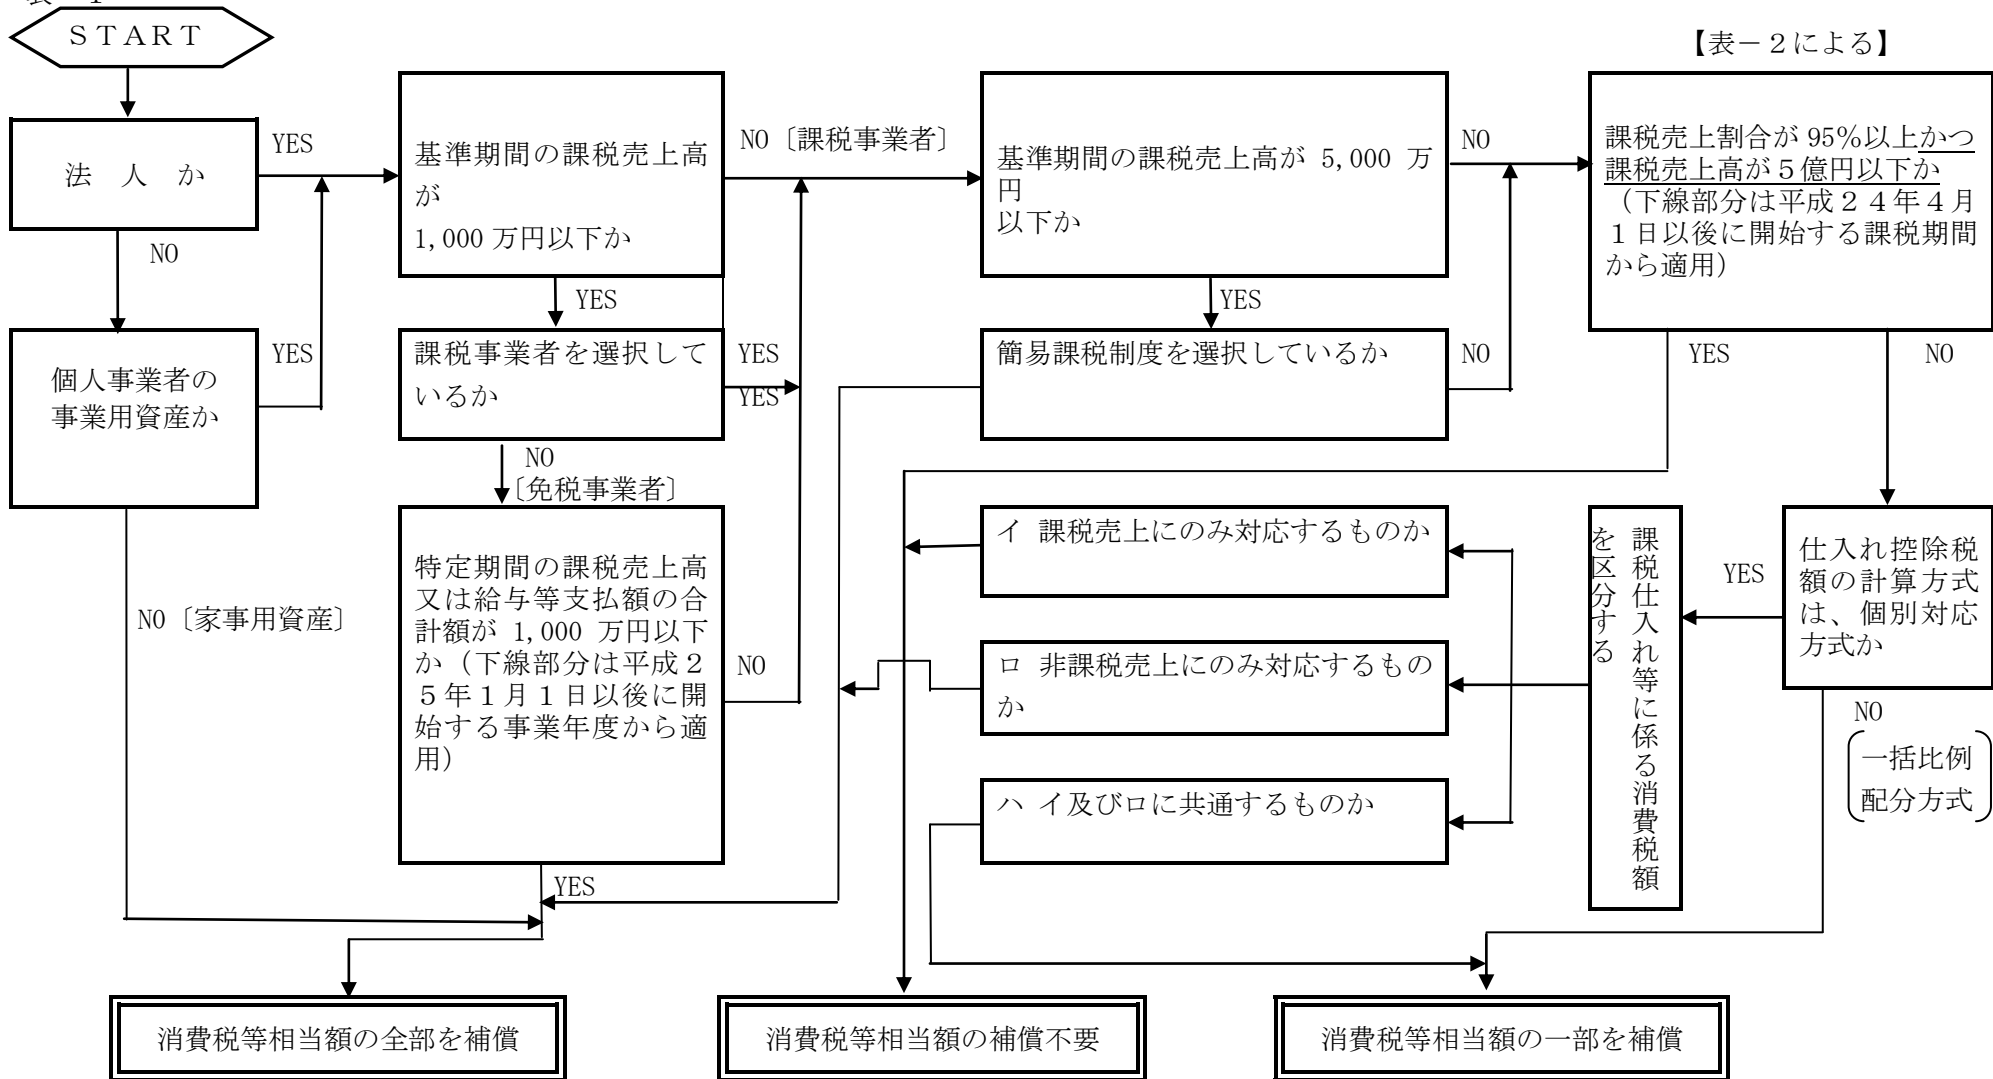 表－1
ＳＴＡＲＴ
【表－２による】
法　人　か
YES
NO
個人事業者の
事業用資産か
YES
NO〔家事用資産〕
基準期間の課税売上高
が
1,000 万円以下か
NO〔課税事業者〕
YES
課税事業者を選択して
いるか
YES
YES
NO
〔免税事業者〕
特定期間の課税売上高
又は給与等支払額の合
計額が 1,000 万円以下
か（下線部分は平成２
５年１月１日以後に開
始する事業年度から適
用）
NO
YES
基準期間の課税売上高が 5,000 万
円
以下か
NO
YES
簡易課税制度を選択しているか
NO
課税売上割合が 95％以上かつ
課税売上高が５億円以下か
（下線部分は平成２４年４月
１日以後に開始する課税期間
から適用）
YES
NO
仕入れ控除税
額の計算方式
は、個別対応
方式か
YES
NO
一括比例
配分方式
課税仕入れ等に係る消費税額
を区分する
イ 課税売上にのみ対応するものか
ロ 非課税売上にのみ対応するもの
か
ハ イ及びロに共通するものか
消費税等相当額の全部を補償
消費税等相当額の補償不要
消費税等相当額の一部を補償